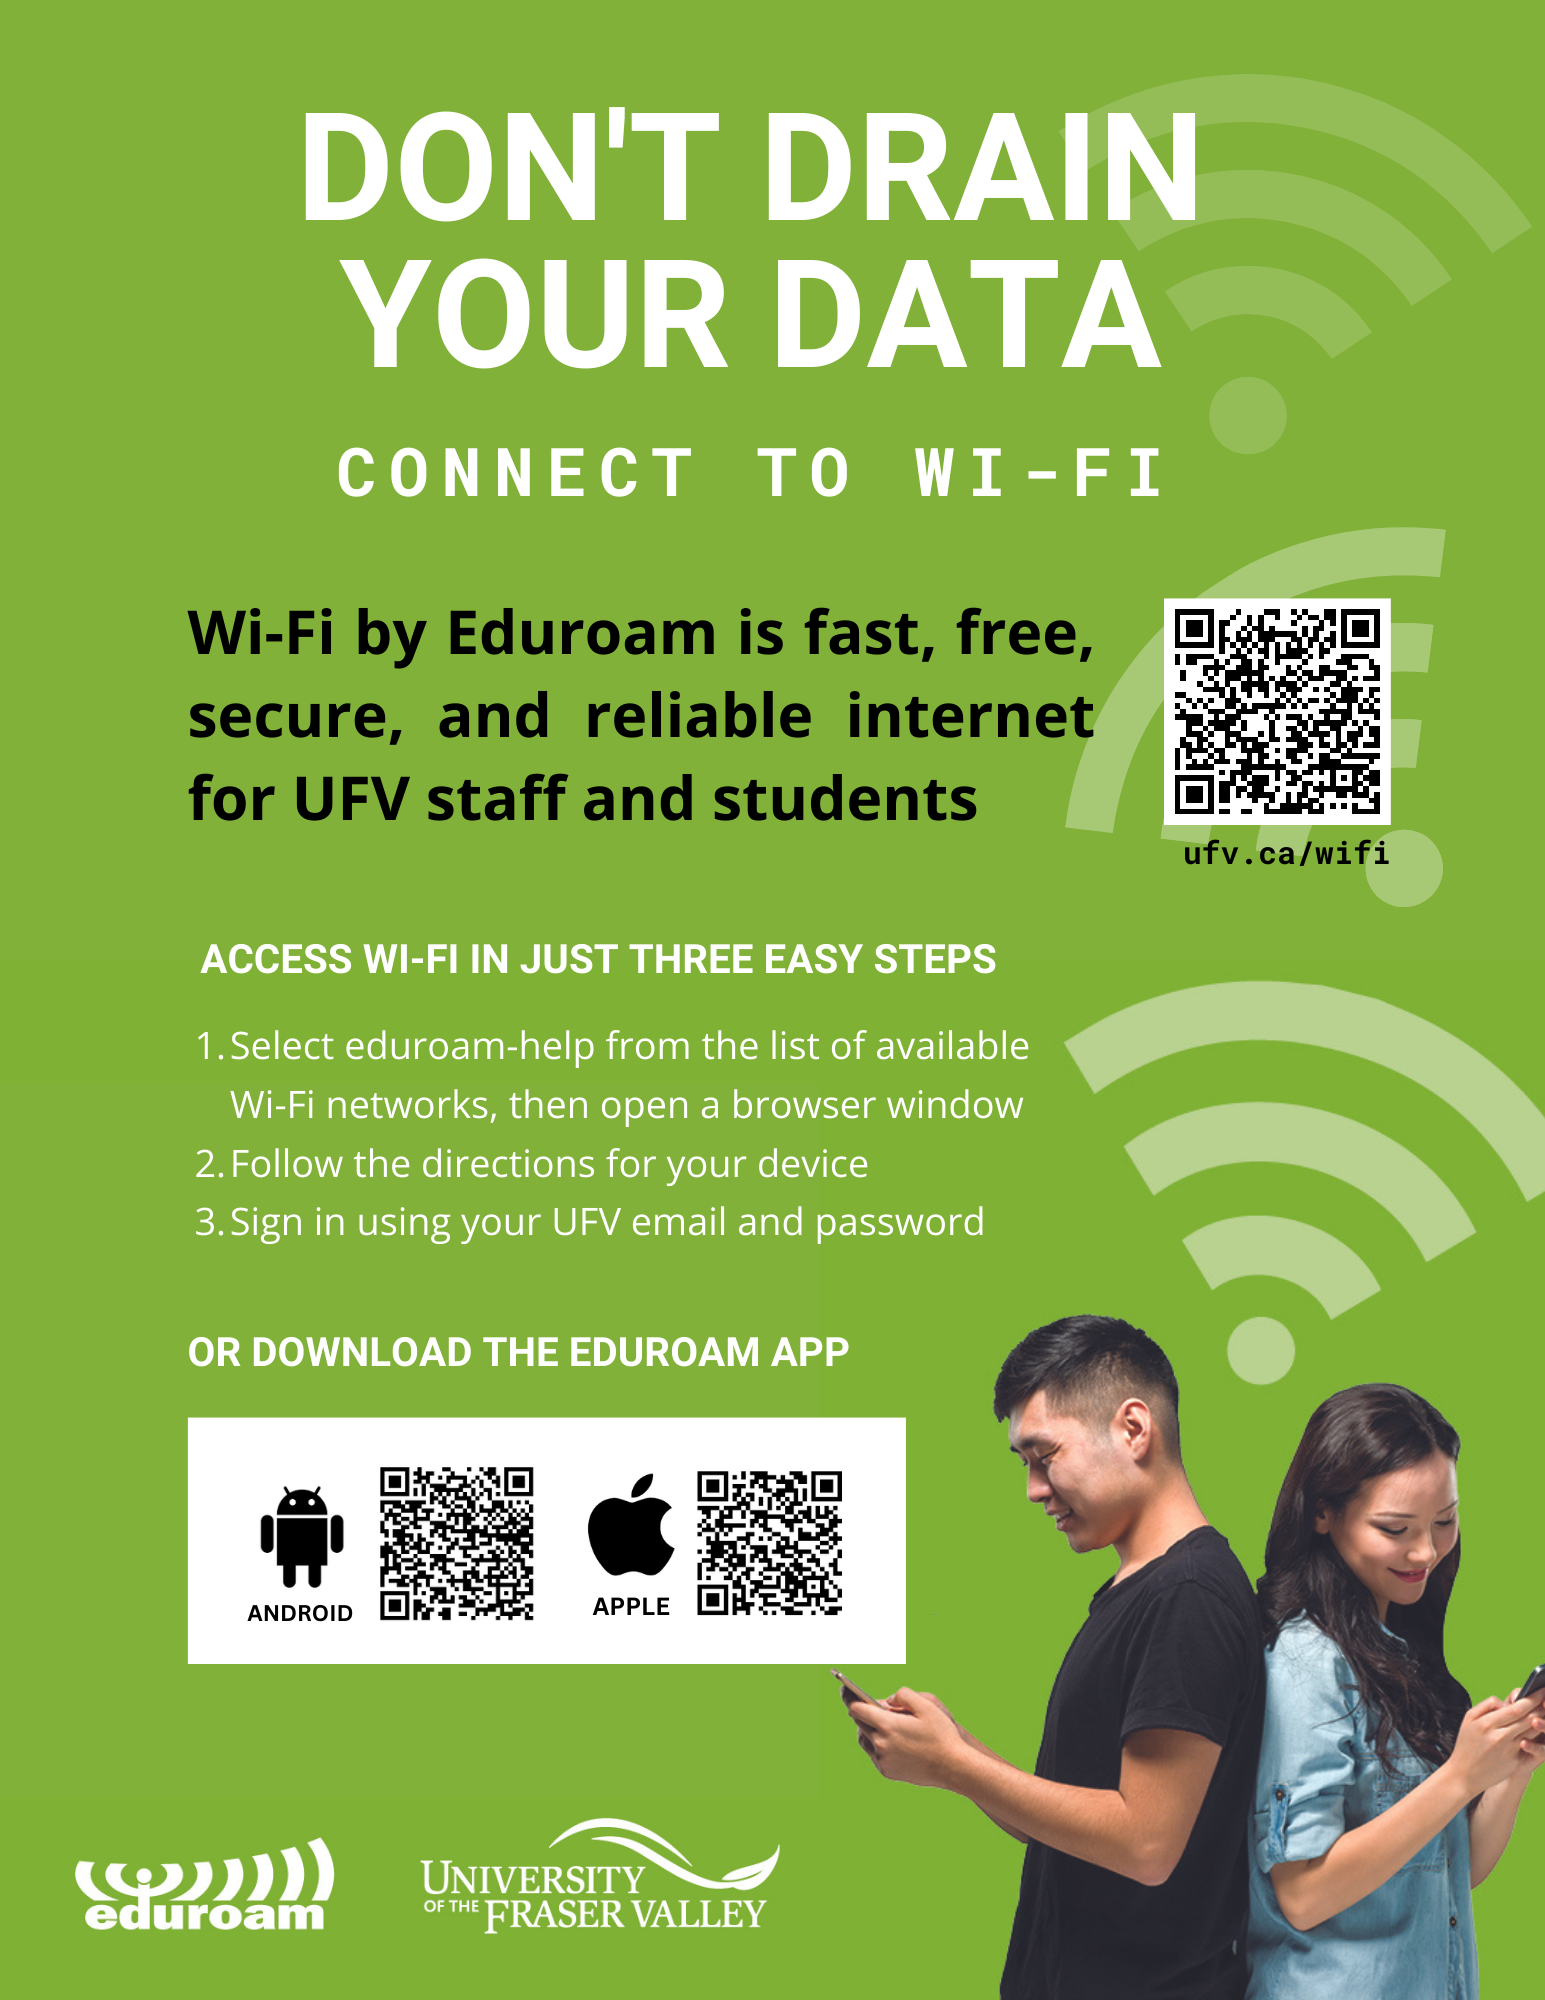 DON'T DRAIN
YOUR DATA
CONNECT TO WI-FI
Wi-Fi by Eduroam is fast, free,
secure, and reliable internet
for UFV staff and students
ufv.ca/wifi
ACCESS WI-FI IN JUST THREE EASY STEPS
1. Select eduroam-help from the list of available
Wi-Fi networks, then open a browser window
2. Follow the directions for your device
3. Sign in using your UFV email and password
OR DOWNLOAD THE EDUROAM APP
ANDROID
APPLE
eduroam
UNIVERSITY
OF THE FRASER VALLEY